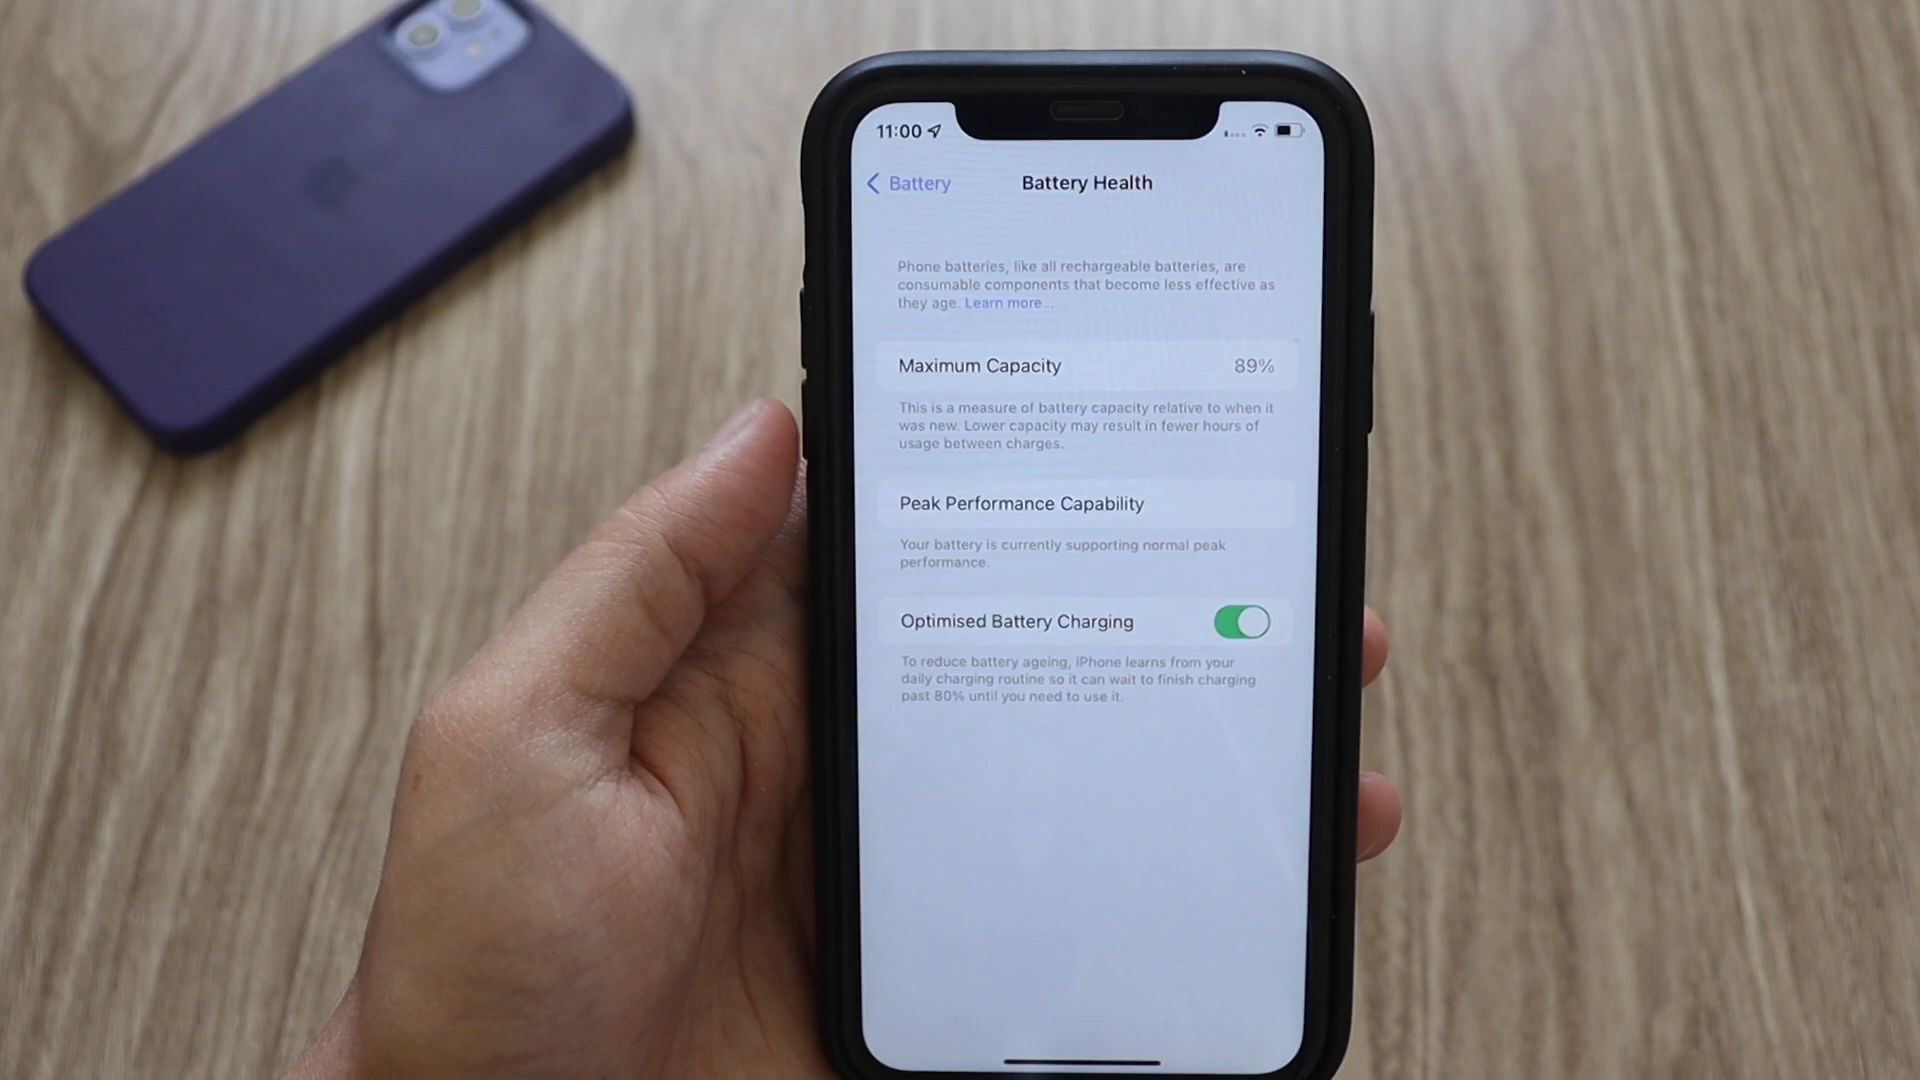 11:00
Battery
Battery Health
Phone batteries, like all rechargeable batteries, are
consumable components that become less effective as
they age. Learn more...
Maximum Capacity 89%
This is a measure of battery capacity relative to when it
was new. Lower capacity may result in fewer hours of
usage between charges.
Peak Performance Capability
Your battery is currently supporting normal peak
performance.
Optimised Battery Charging
To reduce battery ageing, iPhone learns from your
daily charging routine so it can wait to finish charging
past 80% until you need to use it.